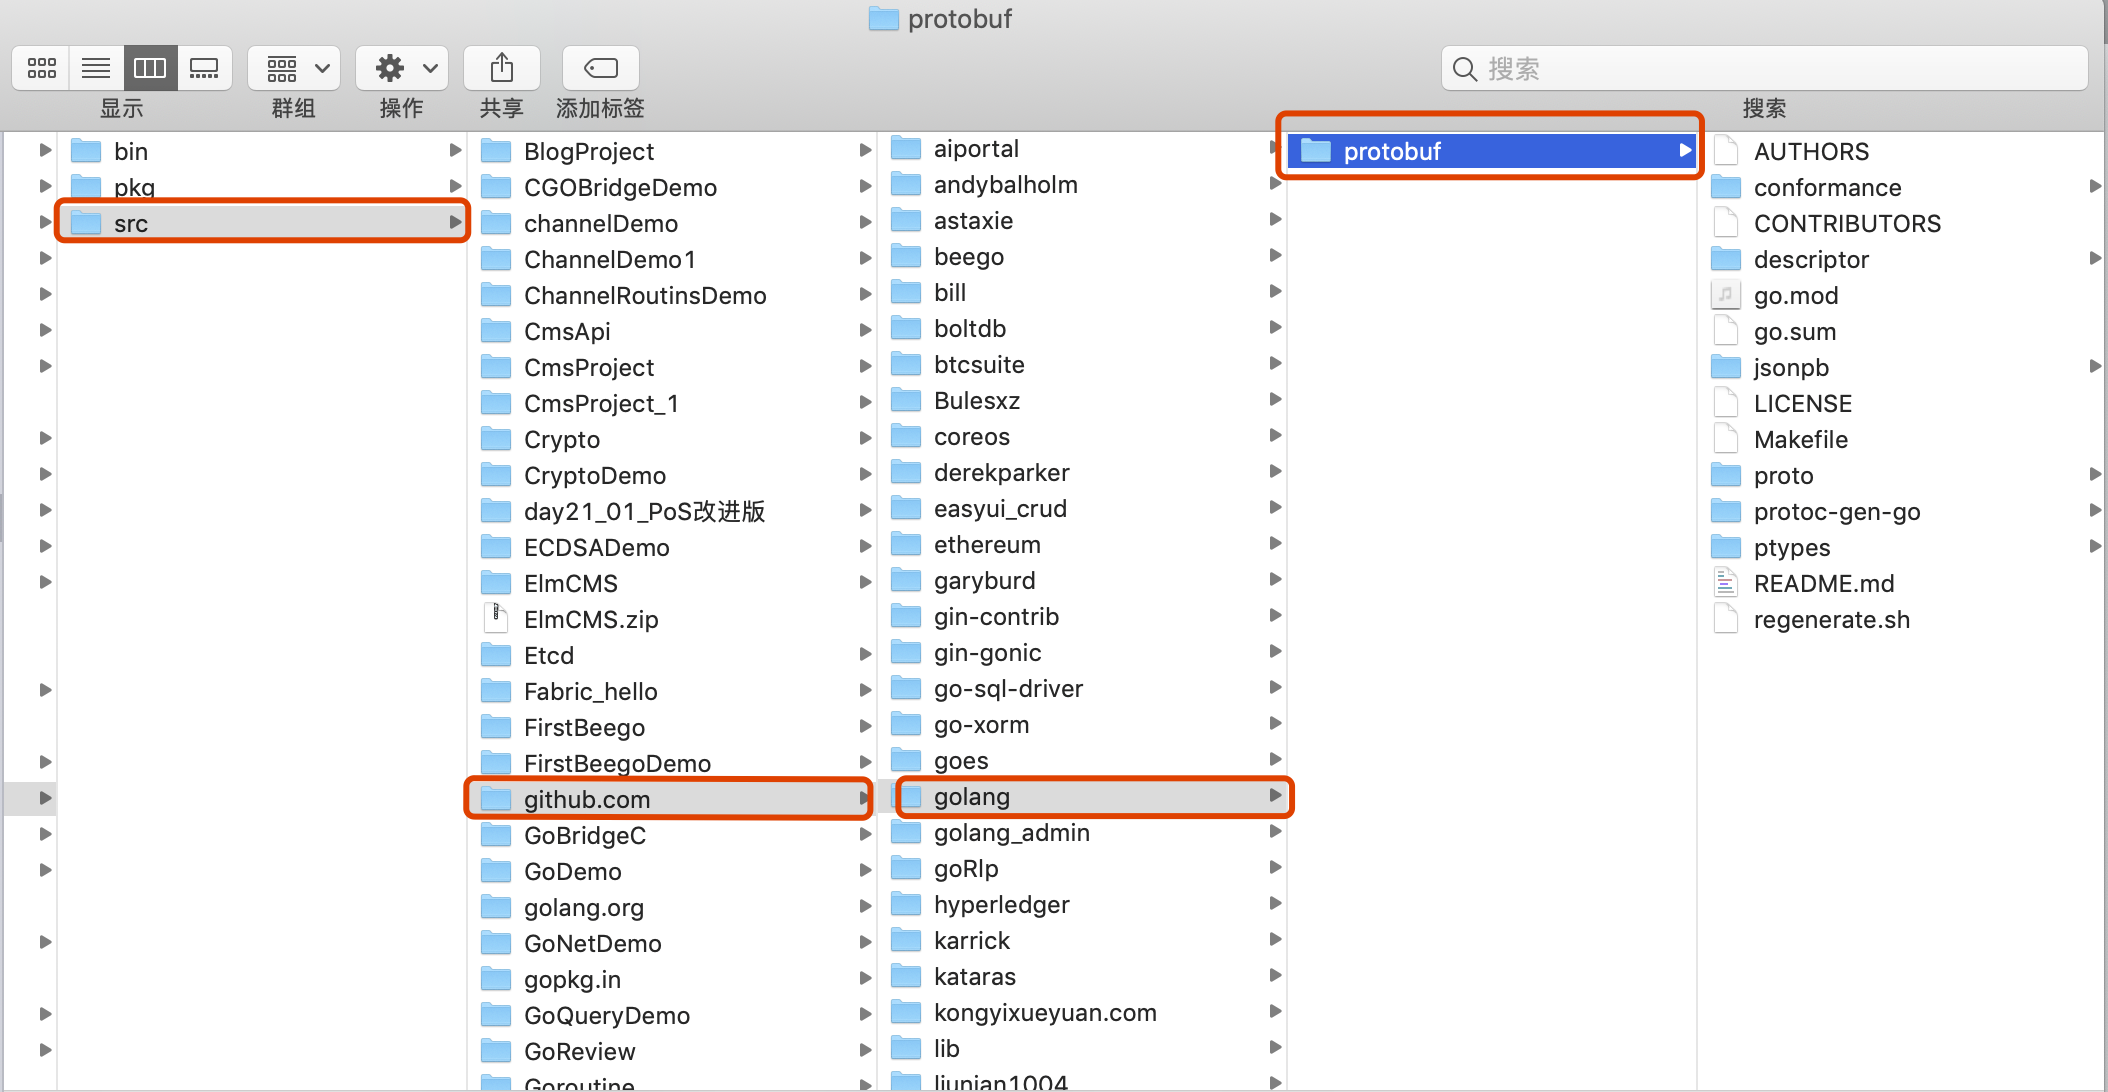 protobuf
搜索
显示
群组
操作
共享
添加标签
搜索
bin
pkg
src
BlogProject
CGOBridgeDemo
channelDemo
ChannelDemo1
ChannelRoutinsDemo
CmsApi
CmsProject
CmsProject_1
Crypto
CryptoDemo
day21_01_PoS改进版
ECDSADemo
ElmCMS
ElmCMS.zip
Etcd
Fabric_hello
FirstBeego
FirstBeegoDemo
github.com
GoBridgeC
GoDemo
golang.org
GoNetDemo
gopkg.in
GoQueryDemo
GoReview
Goroutine
aiportal
andybalholm
astaxie
beego
bill
boltdb
btcsuite
Bulesxz
coreos
derekparker
easyui_crud
ethereum
garyburd
gin-contrib
gin-gonic
go-sql-driver
go-xorm
goes
golang
golang_admin
goRlp
hyperledger
karrick
kataras
kongyixueyuan.com
lib
liunian1004
protobuf
AUTHORS
conformance
CONTRIBUTORS
descriptor
go.mod
go.sum
jsonpb
LICENSE
Makefile
proto
protoc-gen-go
ptypes
README.md
regenerate.sh